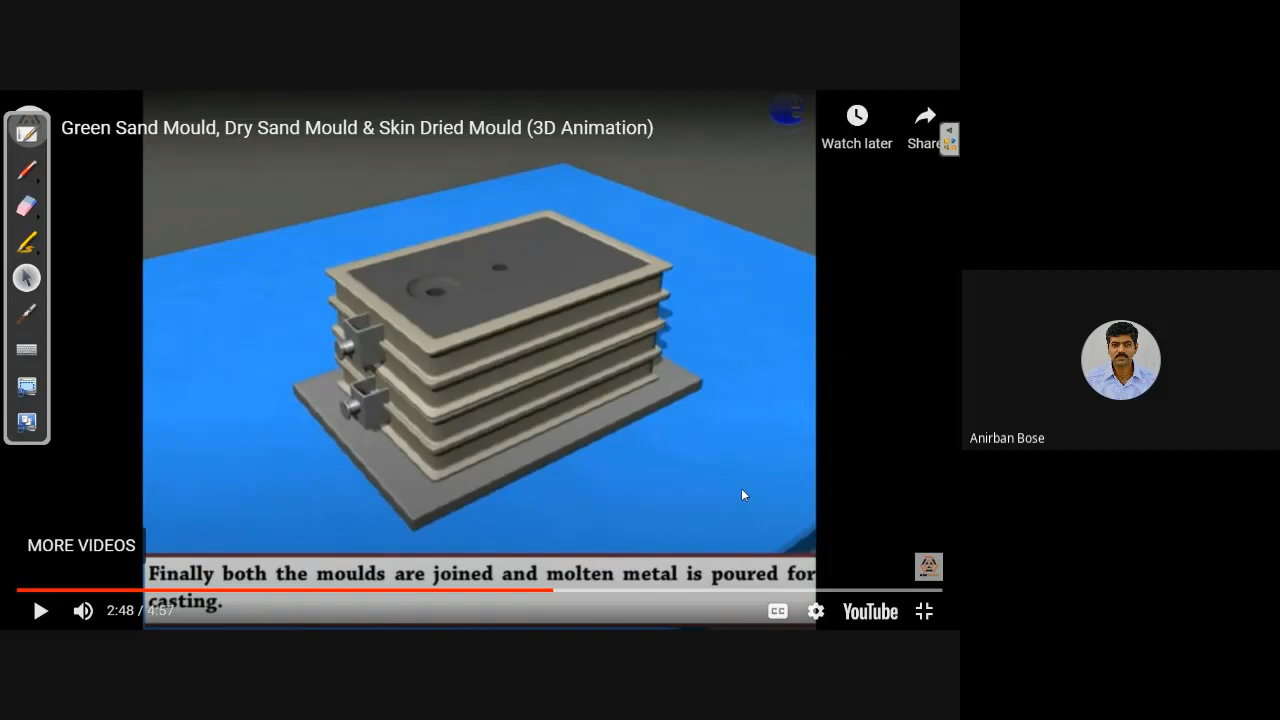 Green Sand Mould, Dry Sand Mould & Skin Dried Mould (3D Animation)
Watch later
Share
Anirban Bose
MORE VIDEOS
Finally both the moulds are joined and molten metal is poured for
casting.
2:48 / 4:57
CC
YouTube